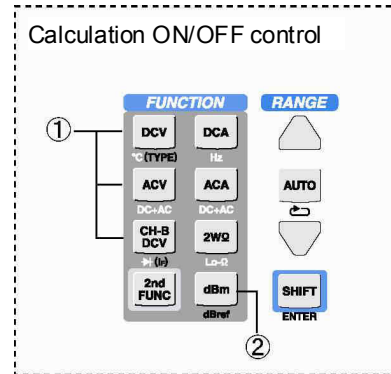 Calculation ON/OFF control
FUNCTION RANGE
① DCV DCA
°C (TYPE) Hz
ACV ACA AUTO
DC+AC DC+AC
CH-B DCV 2WΩ
(IF) Lo-Ω
2nd FUNC dBm SHIFT
dBref ENTER
②